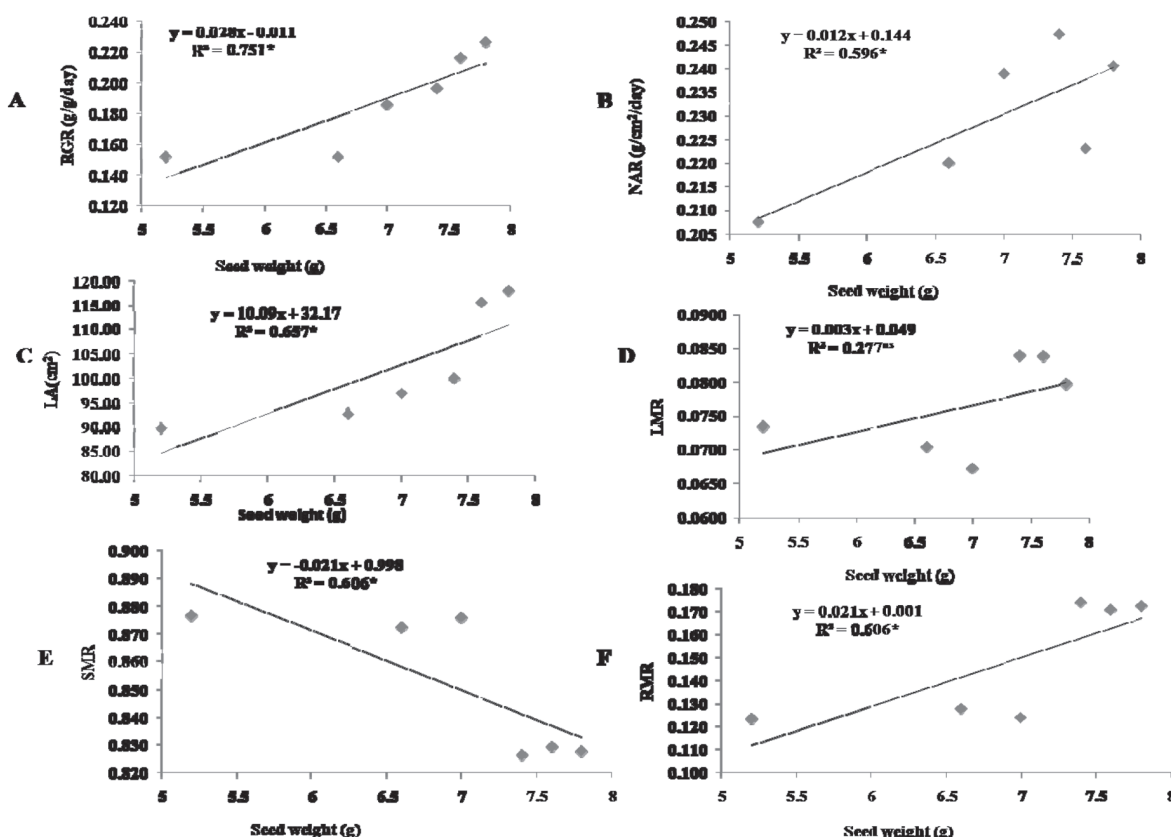 A
RGR (g/g/day)
0.240
0.220
0.200
0.180
0.160
0.140
0.120
y = 0.028x - 0.011
R² = 0.751*
5 5.5 6 6.5 7 7.5 8
Seed weight (g)
B
NAR (g/cm²/day)
0.250
0.245
0.240
0.235
0.230
0.225
0.220
0.215
0.210
0.205
y = 0.012x + 0.144
R² = 0.596*
5 5.5 6 6.5 7 7.5 8
Seed weight (g)
C
LA(cm²)
120.00
115.00
110.00
105.00
100.00
95.00
90.00
85.00
80.00
y = 10.09x + 32.17
R² = 0.657*
5 5.5 6 6.5 7 7.5 8
Seed weight (g)
D
LMR
0.0900
0.0850
0.0800
0.0750
0.0700
0.0650
0.0600
y = 0.003x + 0.049
R² = 0.277ns
5 5.5 6 6.5 7 7.5 8
Seed weight (g)
E
SMR
0.900
0.890
0.880
0.870
0.860
0.850
0.840
0.830
0.820
y = -0.021x + 0.998
R² = 0.606*
5 5.5 6 6.5 7 7.5 8
Seed weight (g)
F
RMR
0.170
0.160
0.150
0.140
0.130
0.120
0.110
0.100
y = 0.021x + 0.001
R² = 0.606*
5 5.5 6 6.5 7 7.5 8
Seed weight (g)